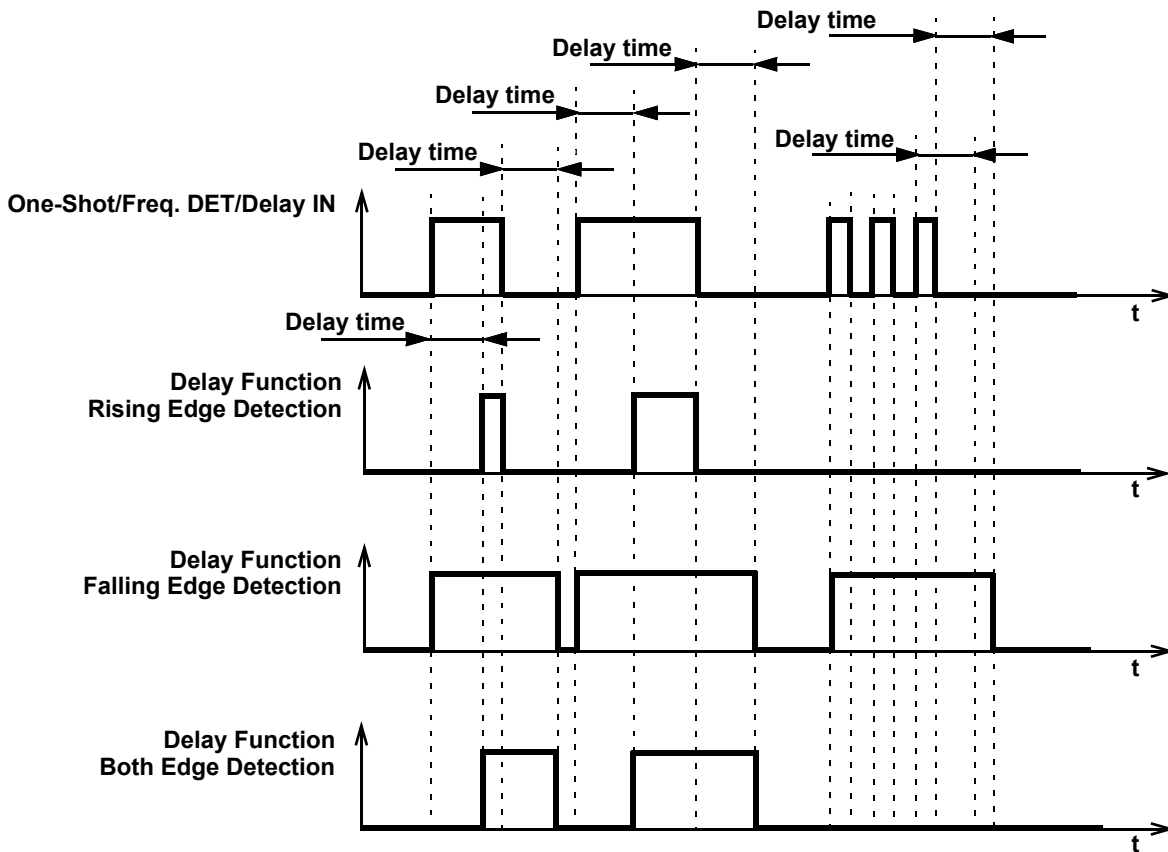 Delay time
Delay time
Delay time
Delay time
Delay time
One-Shot/Freq. DET/Delay IN
t
Delay time
Delay Function
Rising Edge Detection
t
Delay Function
Falling Edge Detection
t
Delay Function
Both Edge Detection
t